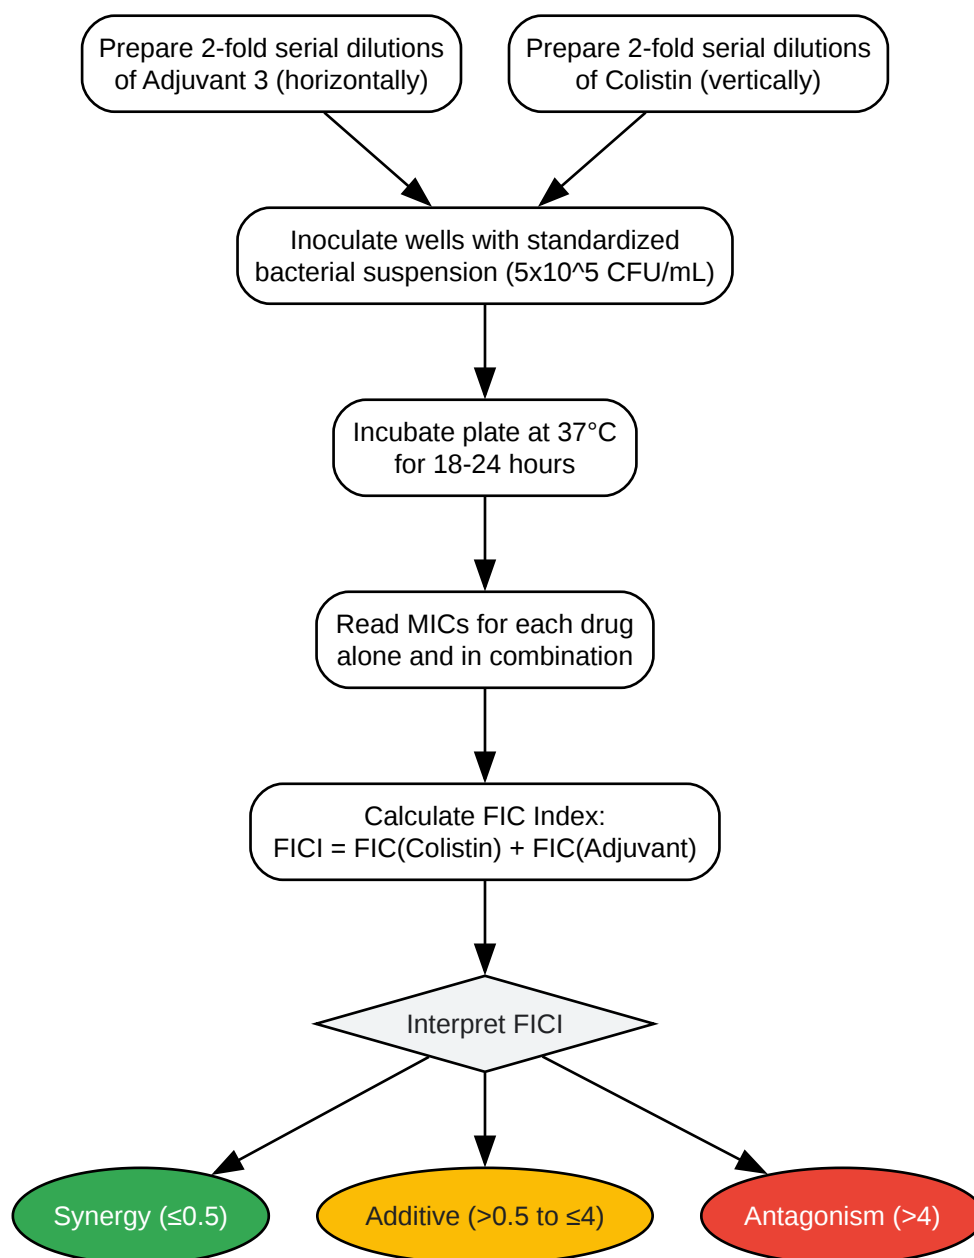 Prepare 2-fold serial dilutions
of Adjuvant 3 (horizontally)
Prepare 2-fold serial dilutions
of Colistin (vertically)
Inoculate wells with standardized
bacterial suspension (5x10^5 CFU/mL)
Incubate plate at 37°C
for 18-24 hours
Read MICs for each drug
alone and in combination
Calculate FIC Index:
FICI = FIC(Colistin) + FIC(Adjuvant)
Interpret FICI
Synergy (≤0.5)
Additive (>0.5 to ≤4)
Antagonism (>4)